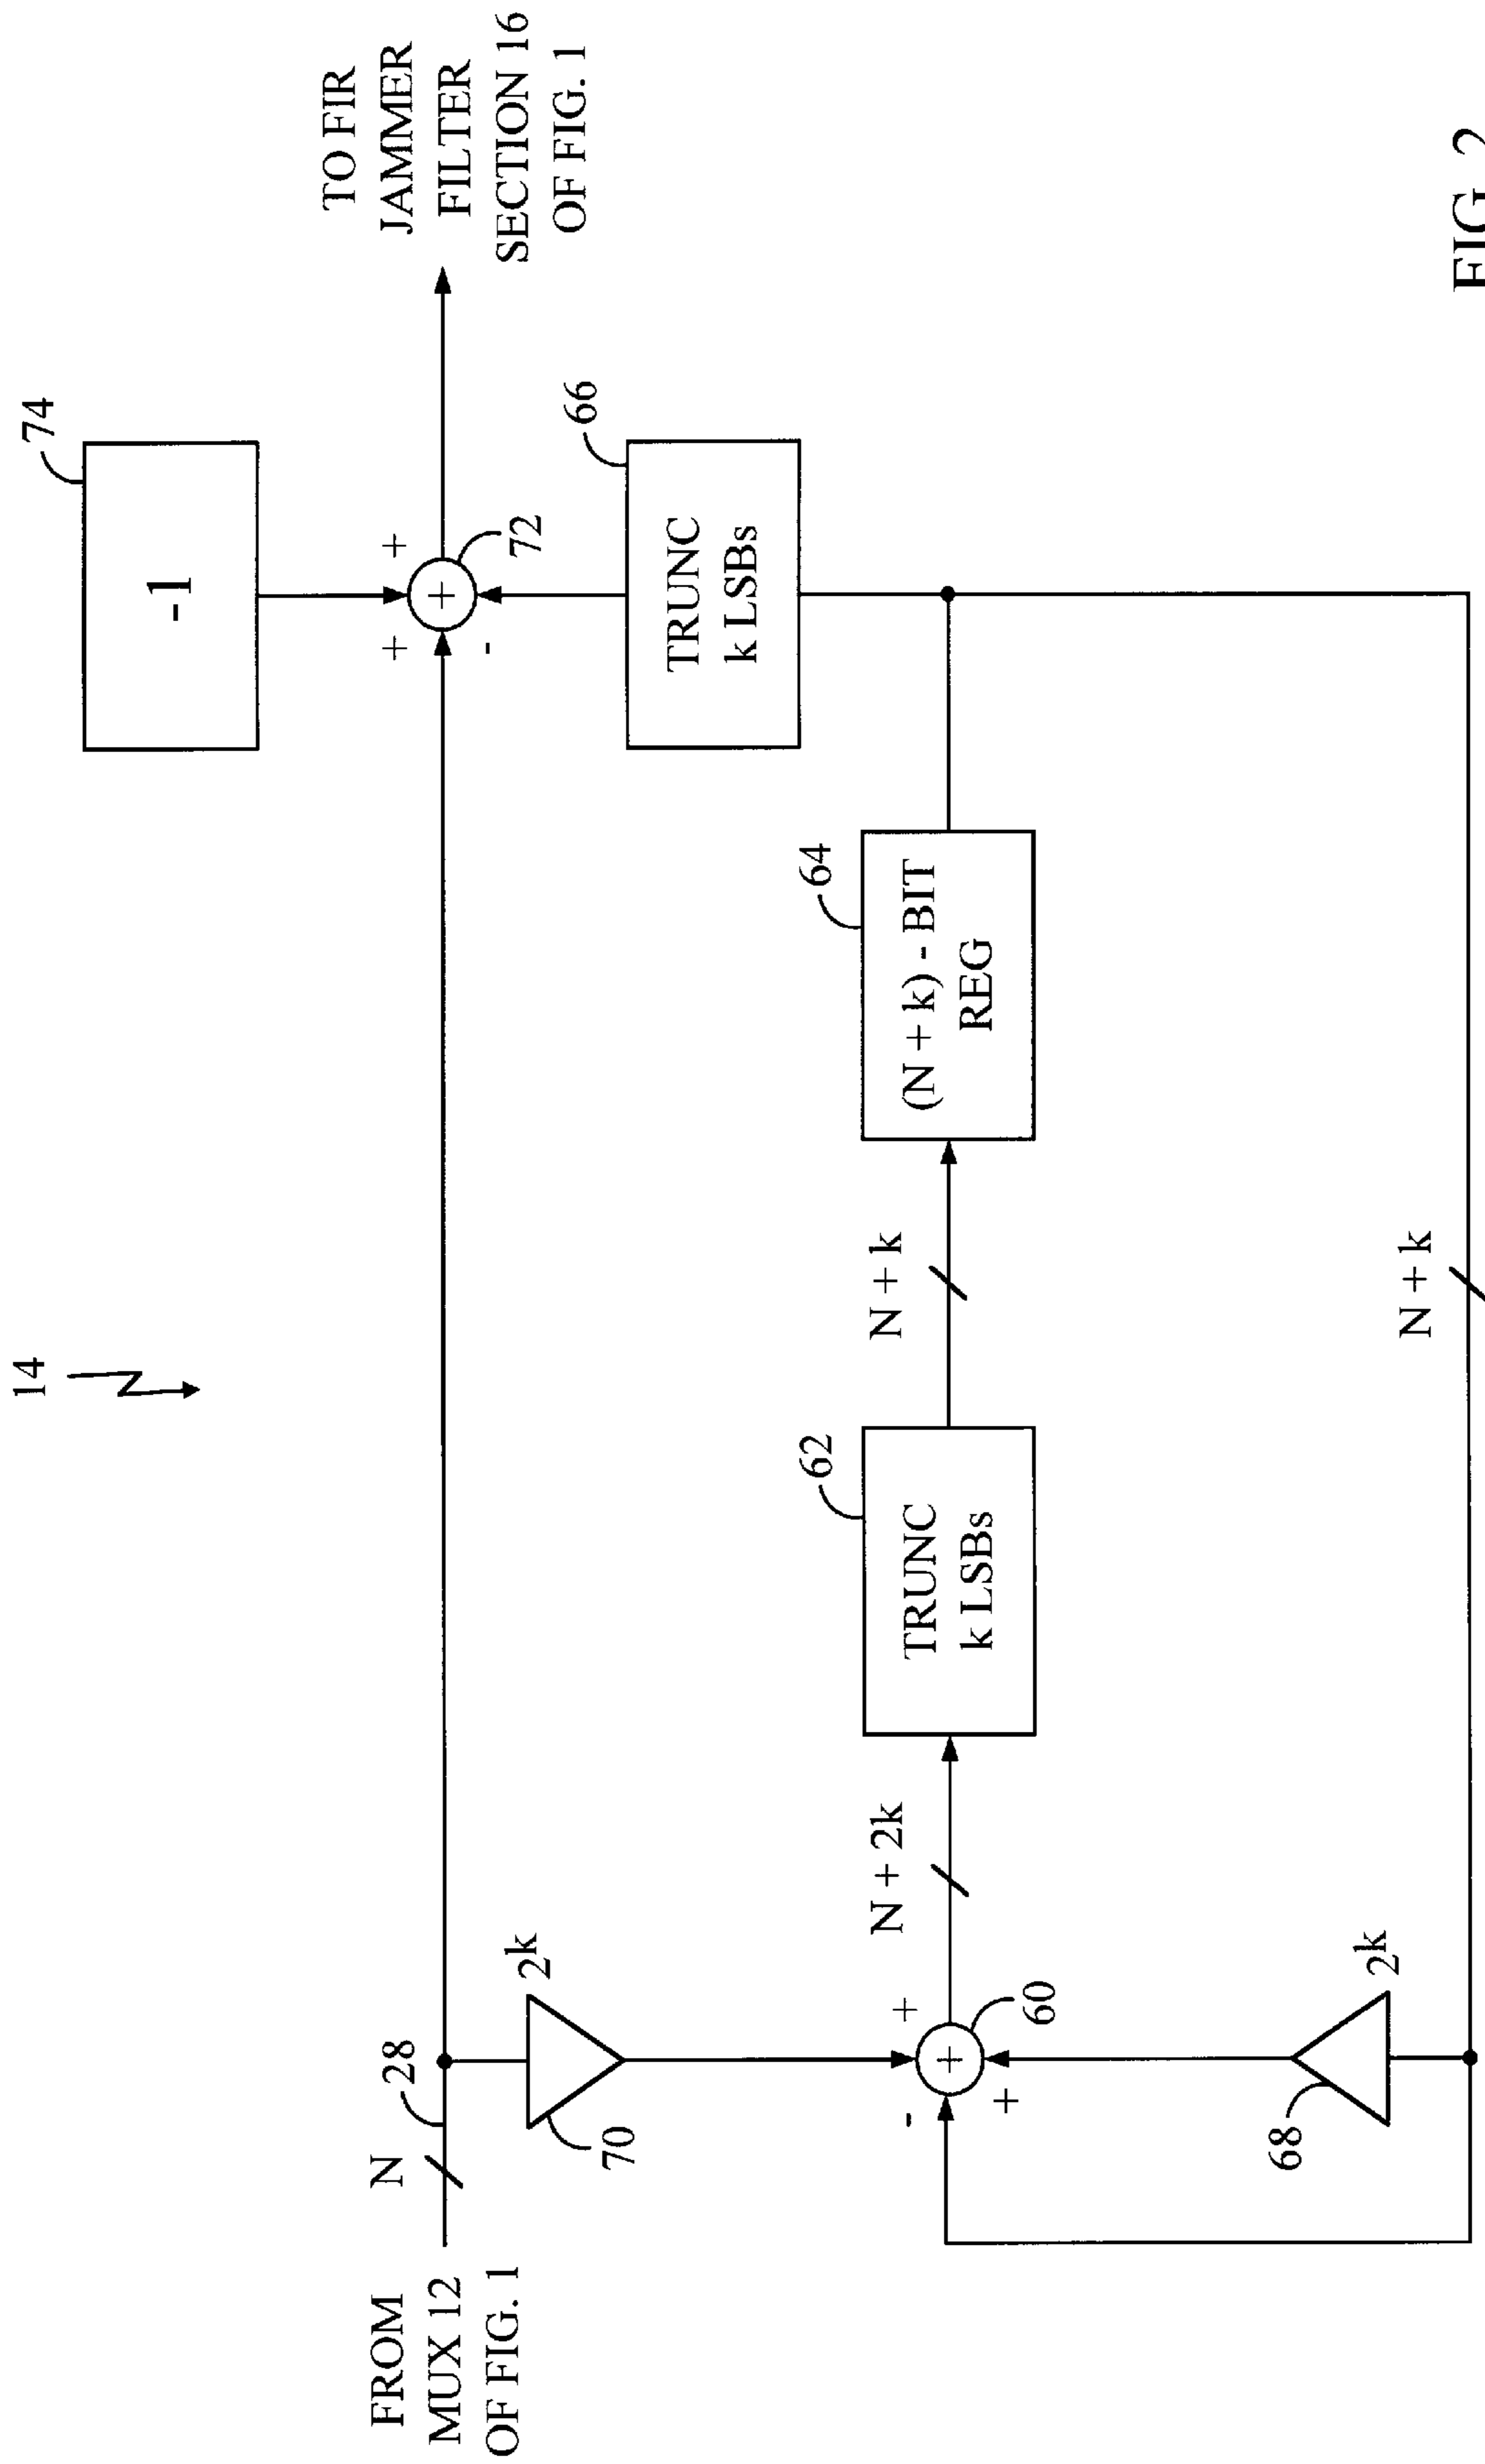 14
FROM
MUX 12
OF FIG. 1
N
28
70
2k
-
+
+
+
60
68
2k
N + 2k
62
TRUNC
k LSBs
N + k
64
(N + k) - BIT
REG
N + k
66
TRUNC
k LSBs
74
-1
+
+
+
-
72
TO FIR
JAMMER
FILTER
SECTION 16
OF FIG. 1
FIG. 2